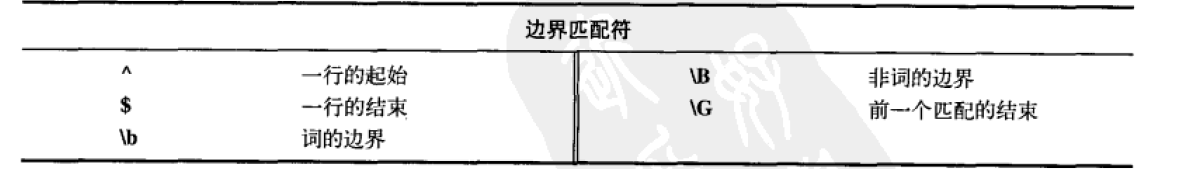 边界匹配符
^ 一行的起始 \B 非词的边界
$ 一行的结束 \G 前一个匹配的结束
\b 词的边界